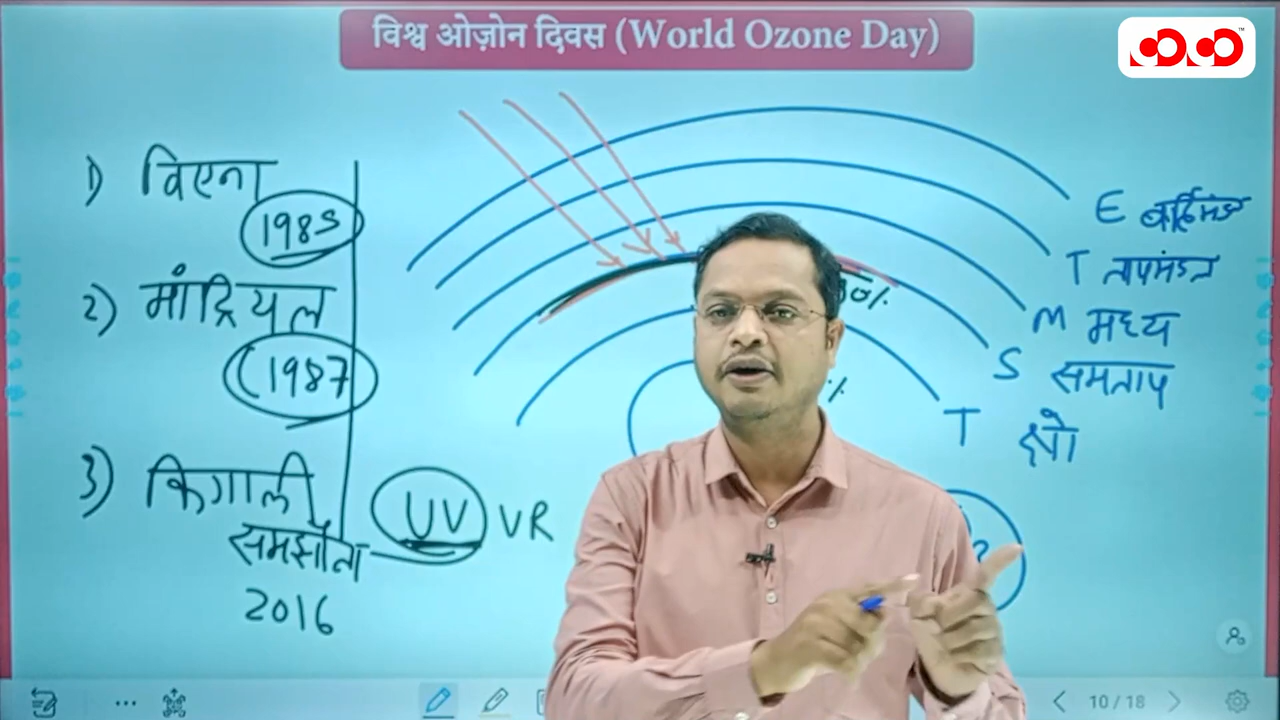 विश्व ओज़ोन दिवस (World Ozone Day)
1) विएना
1985
2) मांट्रियल
(1987
3) किगाली
समझौता
2016
UV VR
E
T तापमंडल
M मध्य
S समताप
T क्षो
10/18